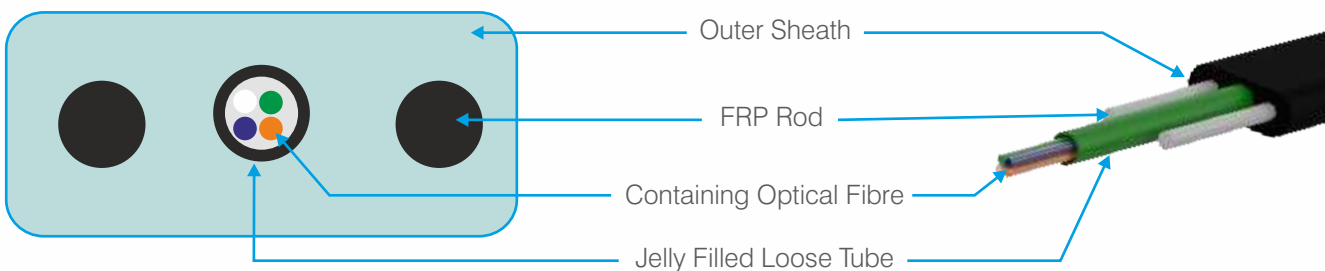 Outer Sheath
FRP Rod
Containing Optical Fibre
Jelly Filled Loose Tube